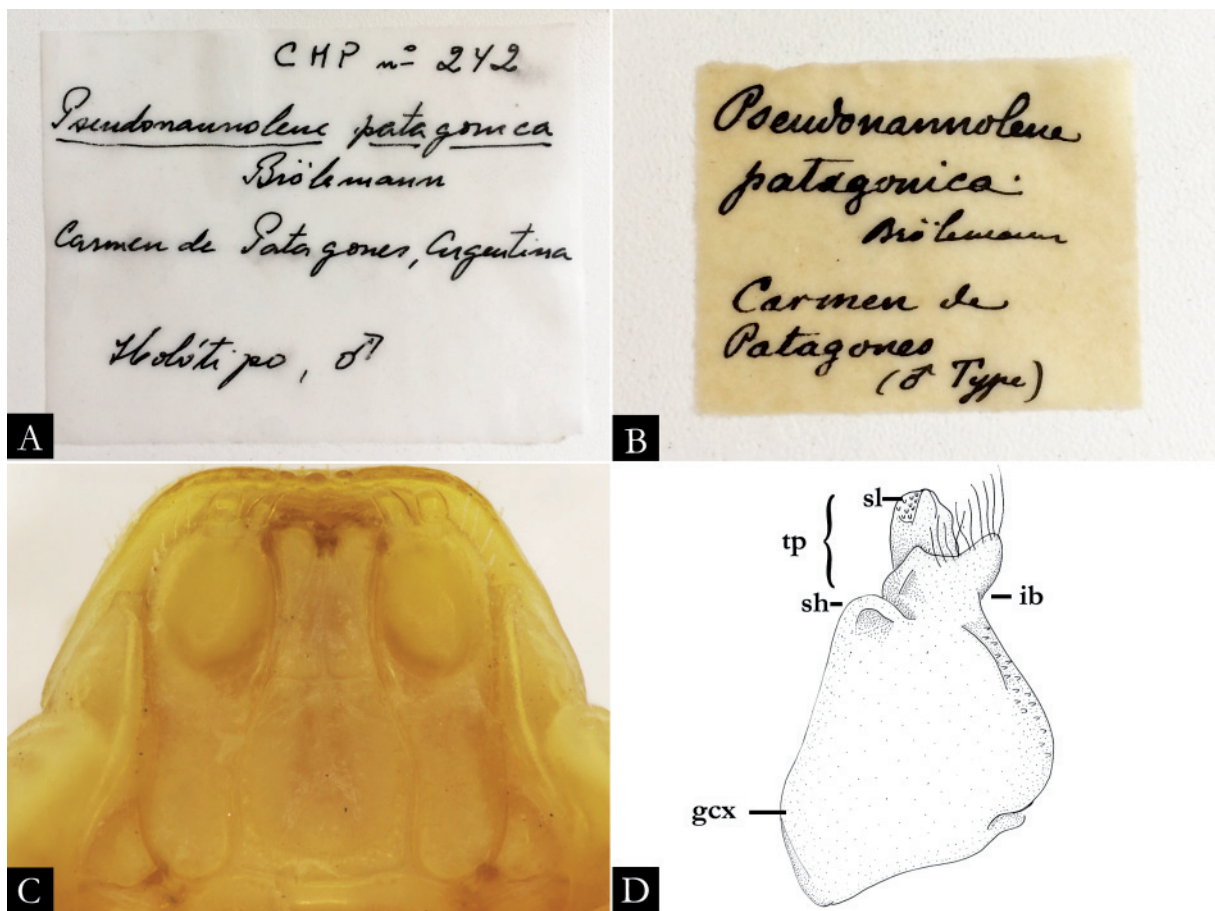 CHP nº 242
Pseudonannolene patagonica
Brölemann
Carmen de Patagones, Argentina
Holótipo, ♂
A
Pseudonannolene
patagonica.
Brölemann
Carmen de
Patagones
(♂ Type)
B
C
sl
tp
sh
ib
gcx
D